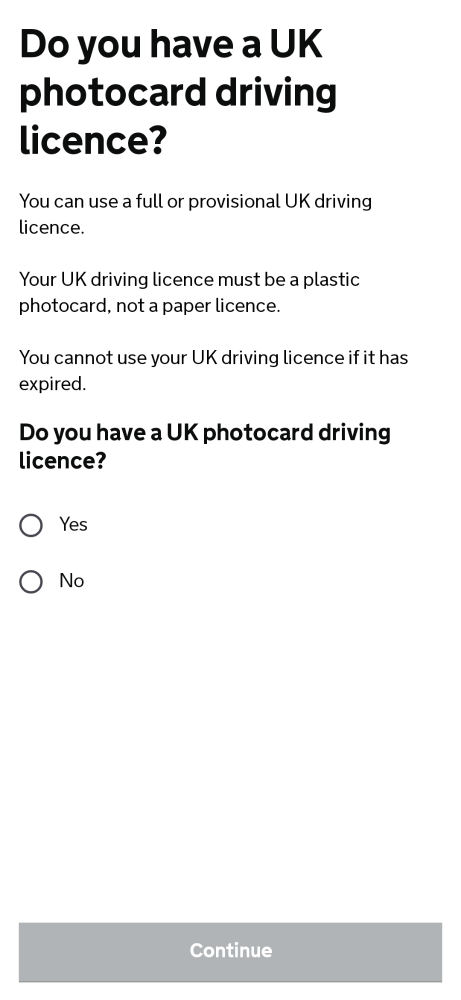 Do you have a UK
photocard driving
licence?
You can use a full or provisional UK driving
licence.
Your UK driving licence must be a plastic
photocard, not a paper licence.
You cannot use your UK driving licence if it has
expired.
Do you have a UK photocard driving
licence?
Yes
No
Continue